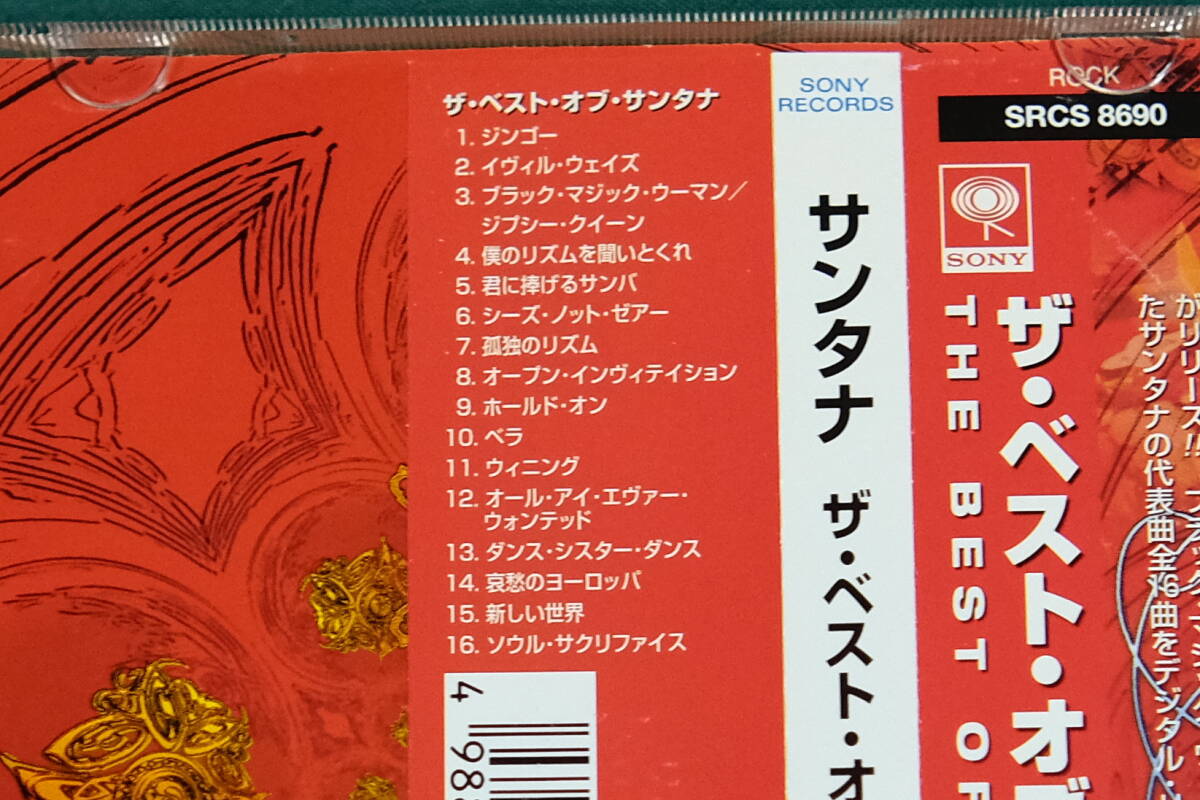 ザ・ベスト・オブ・サンタナ
1. ジンゴー
2. イヴィル・ウェイズ
3. ブラック・マジック・ウーマン／
ジプシー・クイーン
4. 僕のリズムを聞いとくれ
5. 君に捧げるサンバ
6. シーズ・ノット・ゼアー
7. 孤独のリズム
8. オープン・インヴィテイション
9. ホールド・オン
10. ベラ
11. ウィニング
12. オール・アイ・エヴァー・
ウォンテッド
13. ダンス・シスター・ダンス
14. 哀愁のヨーロッパ
15. 新しい世界
16. ソウル・サクリファイス
4 988
SONY
RECORDS
サンタナ ザ・ベスト・オ
ROCK
SRCS 8690
SONY
ザ・ベスト・オブ
THE BEST OF
がリリース!!
たサンタナの代表曲全16曲をデジタル・